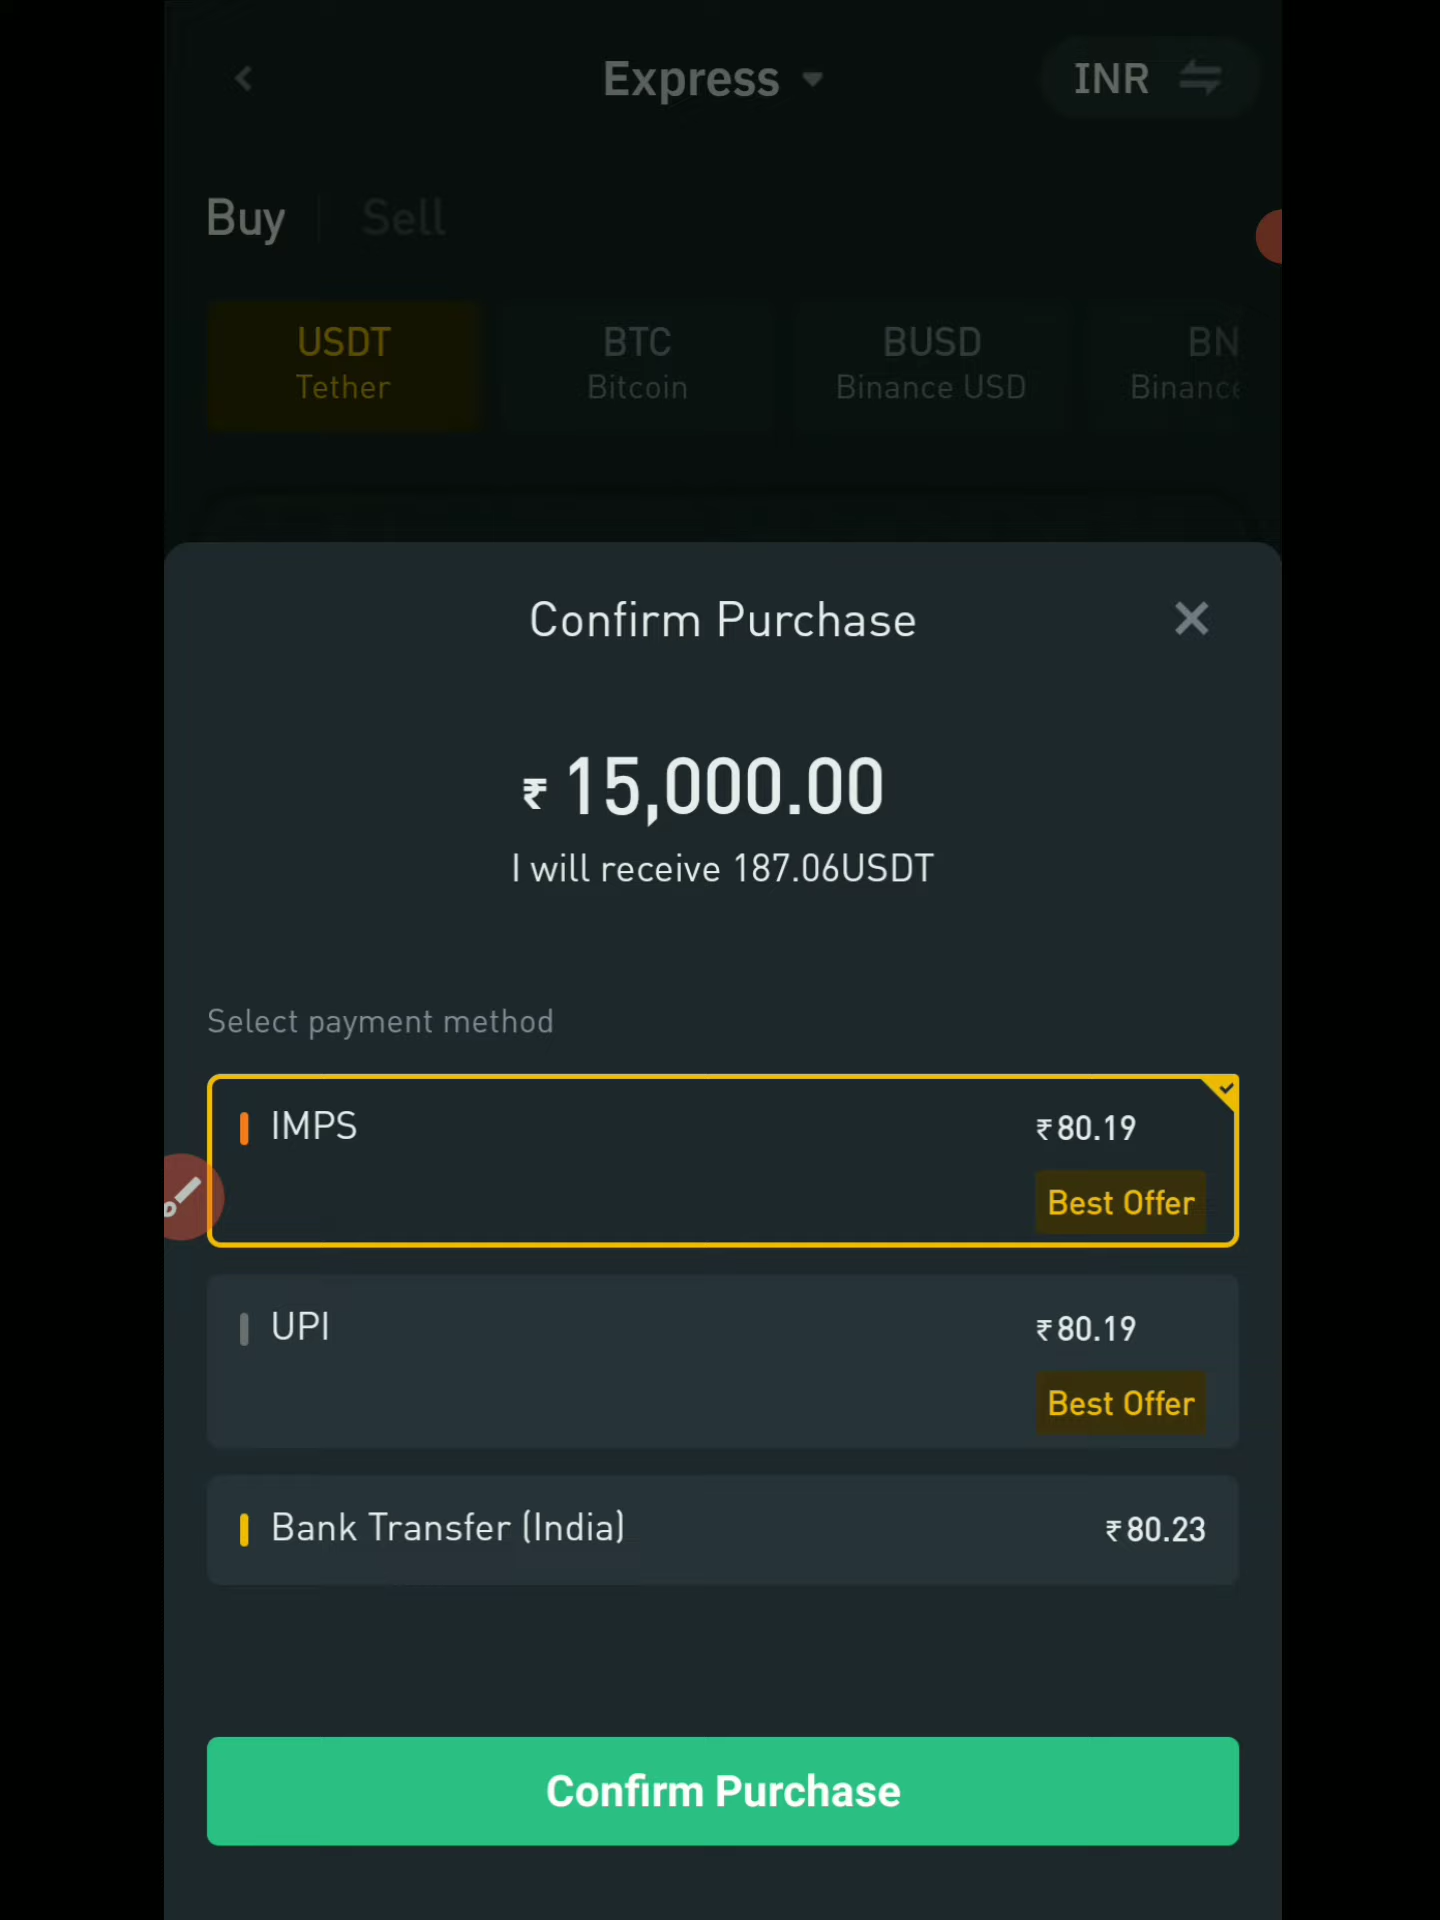 Express
INR
Buy
Sell
USDT
BTC
BUSD
BN
Tether
Bitcoin
Binance USD
Binance
Confirm Purchase
₹ 15,000.00
I will receive 187.06USDT
Select payment method
IMPS
₹80.19
Best Offer
UPI
₹80.19
Best Offer
Bank Transfer (India)
₹80.23
Confirm Purchase